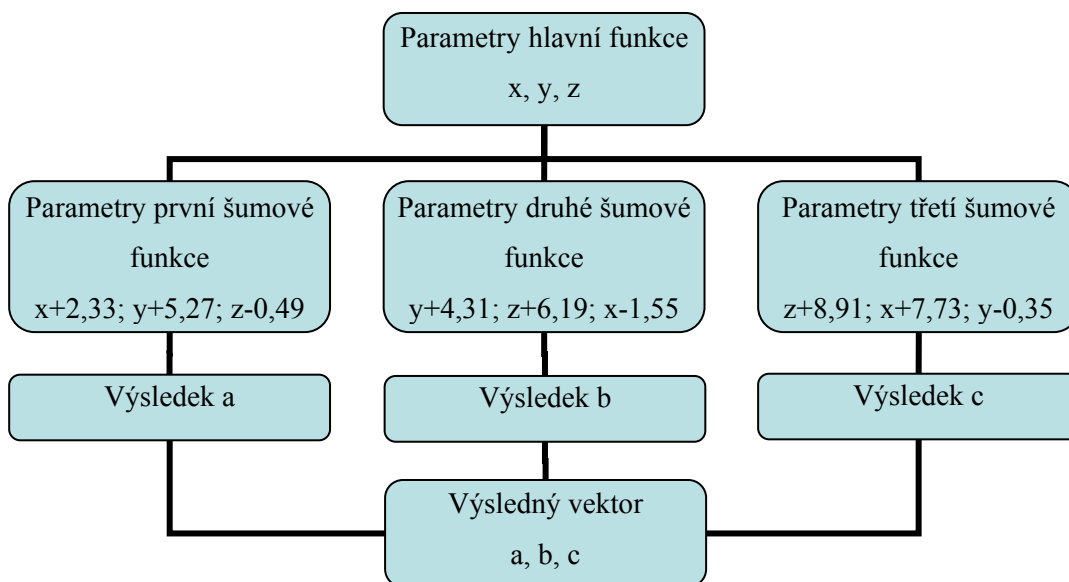 Parametry hlavní funkce
x, y, z
Parametry první šumové
funkce
x+2,33; y+5,27; z-0,49
Parametry druhé šumové
funkce
y+4,31; z+6,19; x-1,55
Parametry třetí šumové
funkce
z+8,91; x+7,73; y-0,35
Výsledek a
Výsledek b
Výsledek c
Výsledný vektor
a, b, c